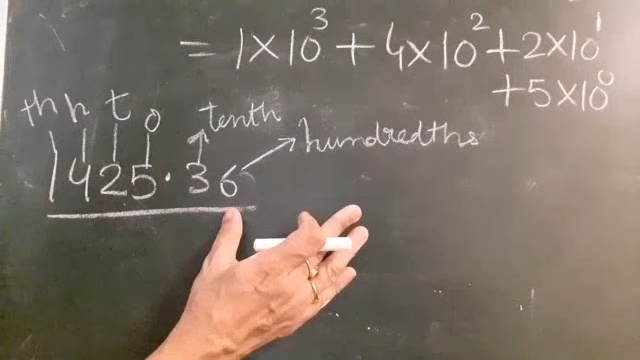 = 1×10³ + 4×10² + 2×10¹
+ 5×10⁰
th h t o tenth
1425.36 hundredths